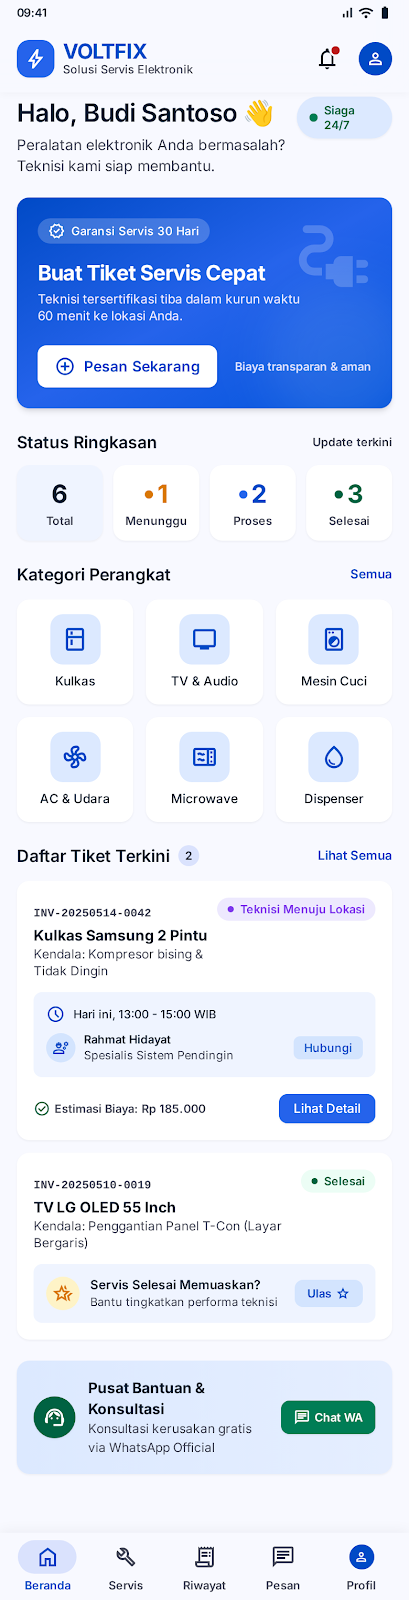 09:41
VOLTFIX
Solusi Servis Elektronik
Halo, Budi Santoso 👋
Siaga
24/7
Peralatan elektronik Anda bermasalah?
Teknisi kami siap membantu.
Garansi Servis 30 Hari
Buat Tiket Servis Cepat
Teknisi tersertifikasi tiba dalam kurun waktu
60 menit ke lokasi Anda.
Pesan Sekarang
Biaya transparan & aman
Status Ringkasan
Update terkini
6
1
2
3
Total
Menunggu
Proses
Selesai
Kategori Perangkat
Semua
Kulkas
TV & Audio
Mesin Cuci
AC & Udara
Microwave
Dispenser
Daftar Tiket Terkini
2
Lihat Semua
INV-20250514-0042
Teknisi Menuju Lokasi
Kulkas Samsung 2 Pintu
Kendala: Kompresor bising &
Tidak Dingin
Hari ini, 13:00 - 15:00 WIB
Rahmat Hidayat
Spesialis Sistem Pendingin
Hubungi
Estimasi Biaya: Rp 185.000
Lihat Detail
INV-20250510-0019
Selesai
TV LG OLED 55 Inch
Kendala: Penggantian Panel T-Con (Layar
Bergaris)
Servis Selesai Memuaskan?
Bantu tingkatkan performa teknisi
Ulas
Pusat Bantuan &
Konsultasi
Konsultasi kerusakan gratis
via WhatsApp Official
Chat WA
Beranda
Servis
Riwayat
Pesan
Profil